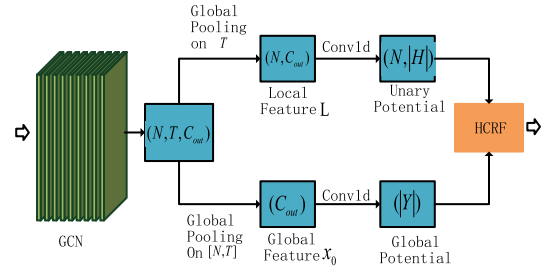 Global
Pooling
on T
(N,C_out)
Conv1d
(N,|H|)
Local
Feature L
Unary
Potential
(N,T,C_out)
HCRF
GCN
Global
Pooling
On [N,T]
(C_out)
Conv1d
(|Y|)
Global
Feature x_0
Global
Potential